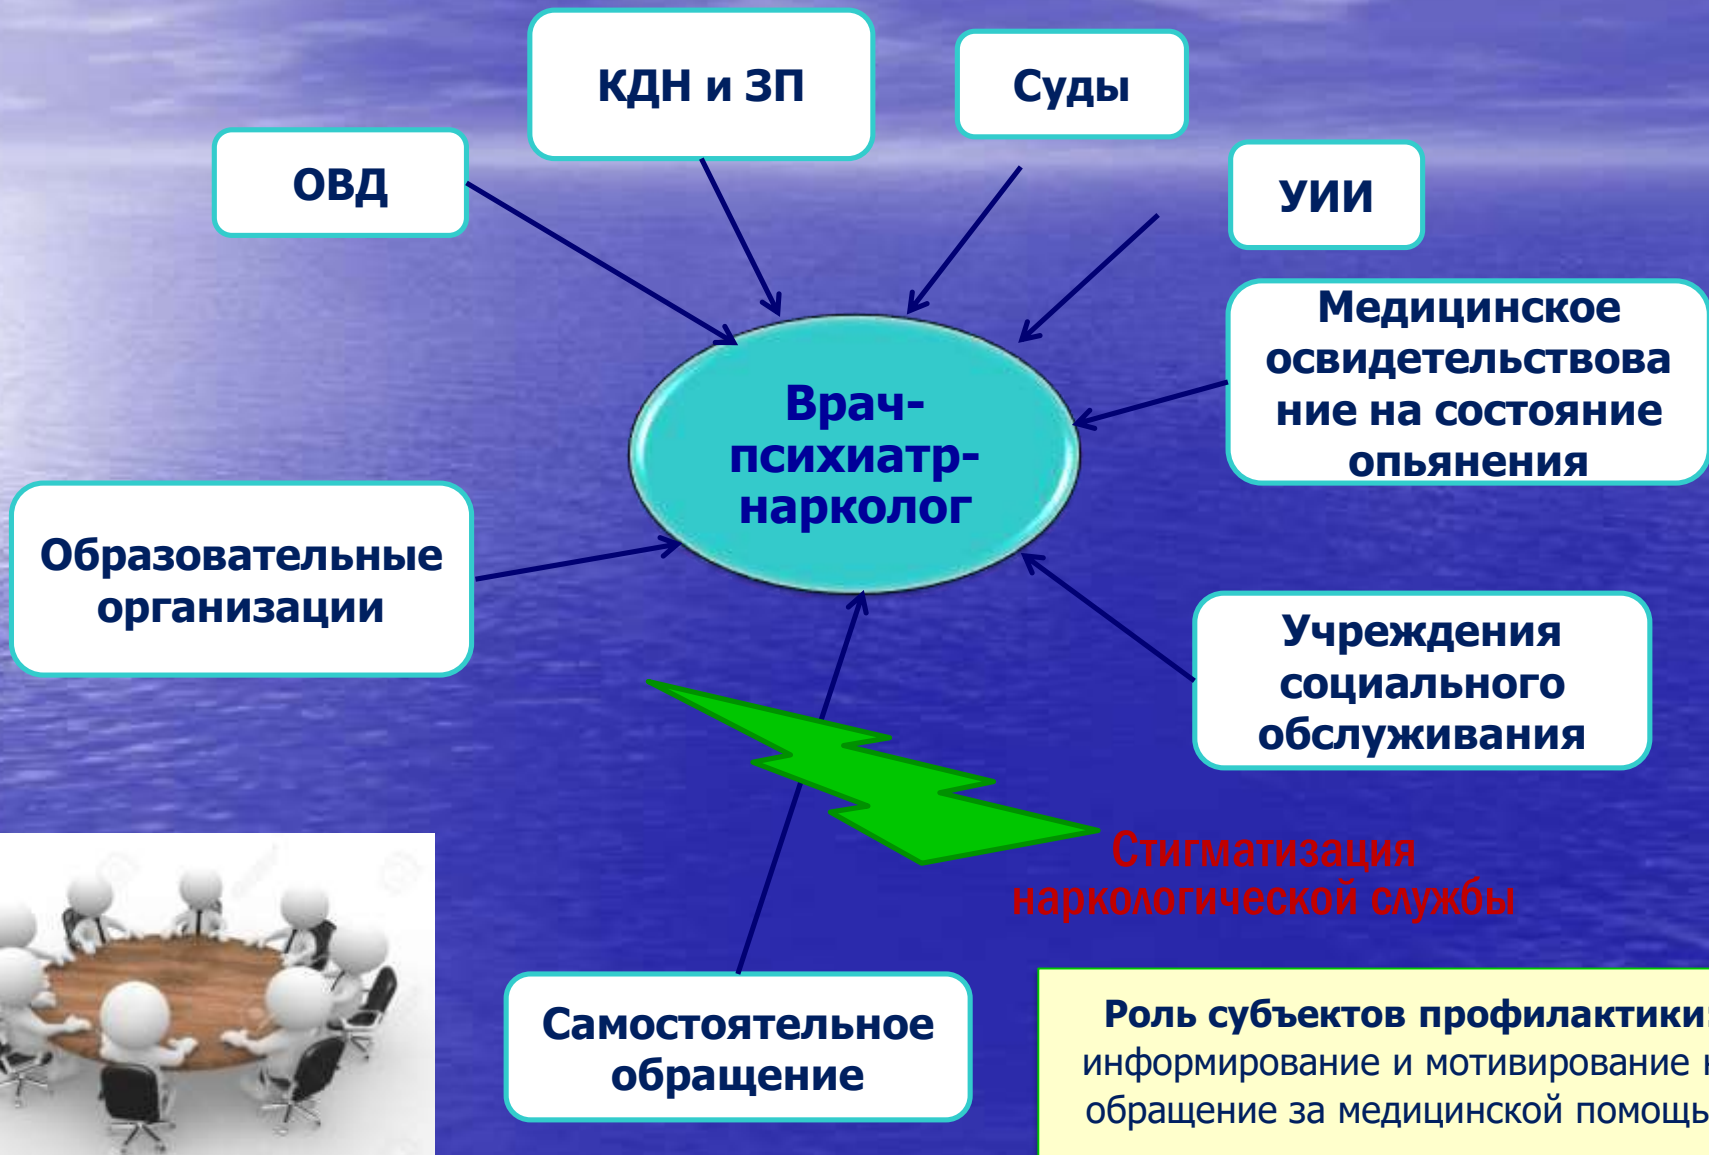 КДН и ЗП
Суды
ОВД
УИИ
Медицинское
освидетельствова
ние на состояние
опьянения
Врач-
психиатр-
нарколог
Образовательные
организации
Учреждения
социального
обслуживания
Стигматизация
наркологической службы
Самостоятельное
обращение
Роль субъектов профилактики:
информирование и мотивирование н
обращение за медицинской помощь